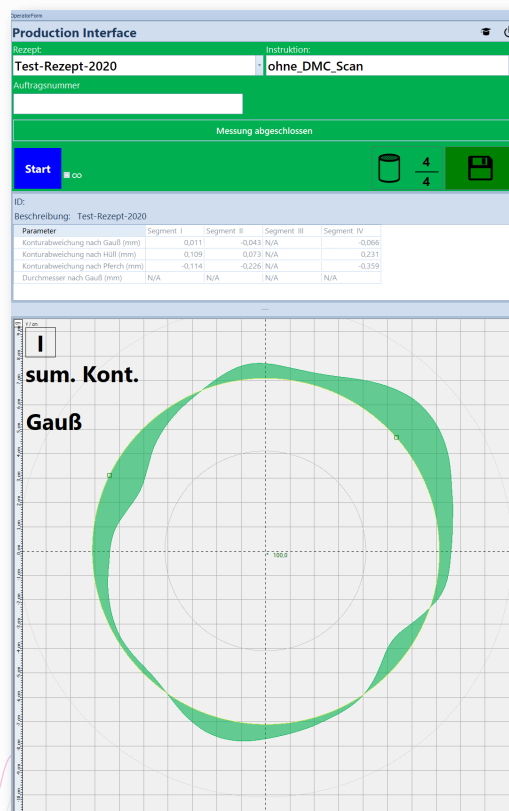 OperatorForm
Production Interface
Rezept: Instruktion:
Test-Rezept-2020 ohne_DMC_Scan
Auftragsnummer
Messung abgeschlossen
Start ∞ 4
4
ID:
Beschreibung: Test-Rezept-2020
Parameter Segment I Segment II Segment III Segment IV
Konturabweichung nach Gauß (mm) 0,011 -0,043 N/A -0,066
Konturabweichung nach Hüll (mm) 0,109 0,073 N/A 0,231
Konturabweichung nach Pferch (mm) -0,114 -0,226 N/A -0,359
Durchmesser nach Gauß (mm) N/A N/A N/A N/A
I
sum. Kont.
Gauß
100,0